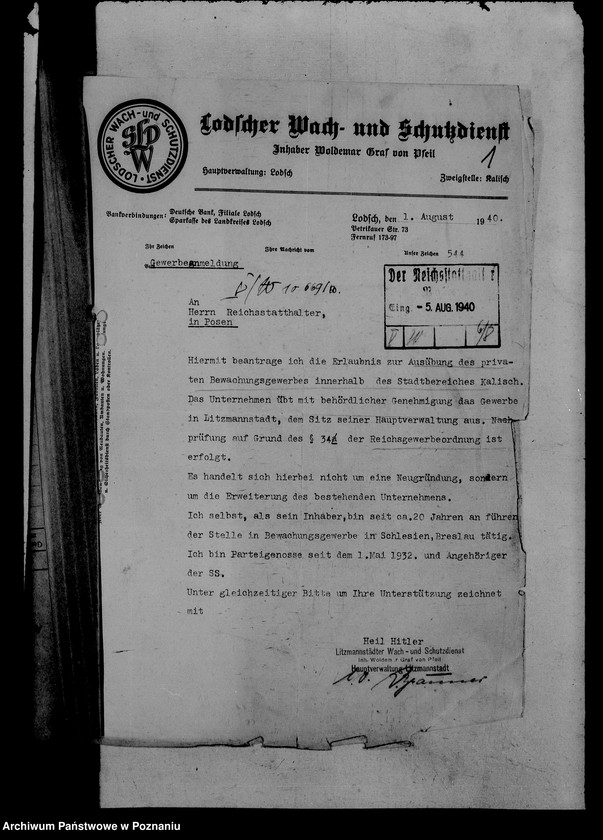 LODSCHER WACH- und SCHUTZDIENST · LODSCH ·
Lodscher Wach- und Schutzdienst
Inhaber Woldemar Graf von Pfeil
1
Hauptverwaltung: Lodsch
Zweigstelle: Kalisch
Bankverbindungen: Deutsche Bank, Filiale Lodsch
Sparkasse des Landkreises Lodsch
Lodsch, den 1. August 1940.
Petrikauer Str. 73
Fernruf 173-97
Ihr Zeichen
Ihre Nachricht vom
Unser Zeichen 544
Gewerbeanmeldung
Der Reichsstatthalter
Eing. - 5. AUG. 1940
An
Herrn Reichsstatthalter,
in Posen
Hiermit beantrage ich die Erlaubnis zur Ausübung des priva-
ten Bewachungsgewerbes innerhalb des Stadtbereiches Kalisch.
Das Unternehmen übt mit behördlicher Genehmigung das Gewerbe
in Litzmannstadt, dem Sitz seiner Hauptverwaltung aus. Nach
prüfung auf Grund des § 34a der Reichsgewerbeordnung ist
erfolgt.
Es handelt sich hierbei nicht um eine Neugründung, sondern
um die Erweiterung des bestehenden Unternehmens.
Ich selbst, als sein Inhaber,bin seit ca.20 Jahren an führen
der Stelle in Bewachungsgewerbe in Schlesien,Breslau tätig.
Ich bin Parteigenosse seit dem 1.Mai 1932. und Angehöriger
der SS.
Unter gleichzeitiger Bitte um Ihre Unterstützung zeichnet
mit
Heil Hitler
Litzmannstädter Wach- und Schutzdienst
Inh. Woldemar Graf von Pfeil
Hauptverwaltung Litzmannstadt
Archiwum Państwowe w Poznaniu